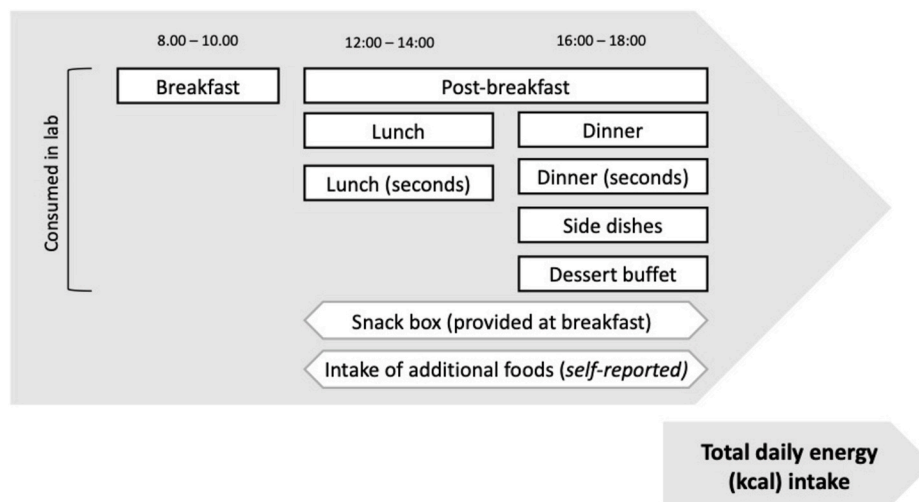 8.00 – 10.00
12:00 – 14:00
16:00 – 18:00
Consumed in lab
Breakfast
Post-breakfast
Lunch
Dinner
Lunch (seconds)
Dinner (seconds)
Side dishes
Dessert buffet
Snack box (provided at breakfast)
Intake of additional foods (self-reported)
Total daily energy
(kcal) intake